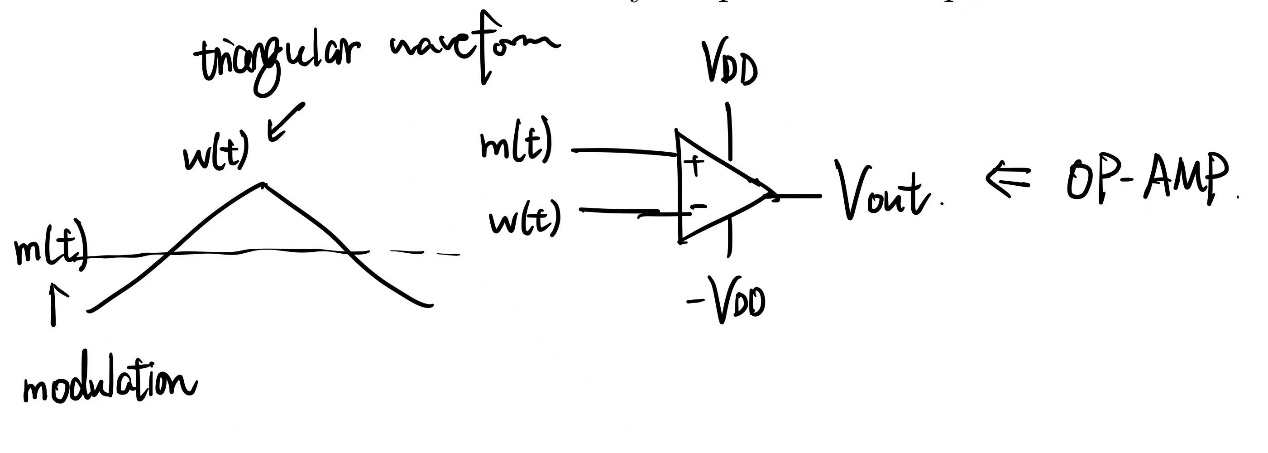 triangular waveform
w(t)
m(t)
modulation
VDD
m(t)
+
w(t)
-
Vout.
⇐ OP-AMP.
-VDD